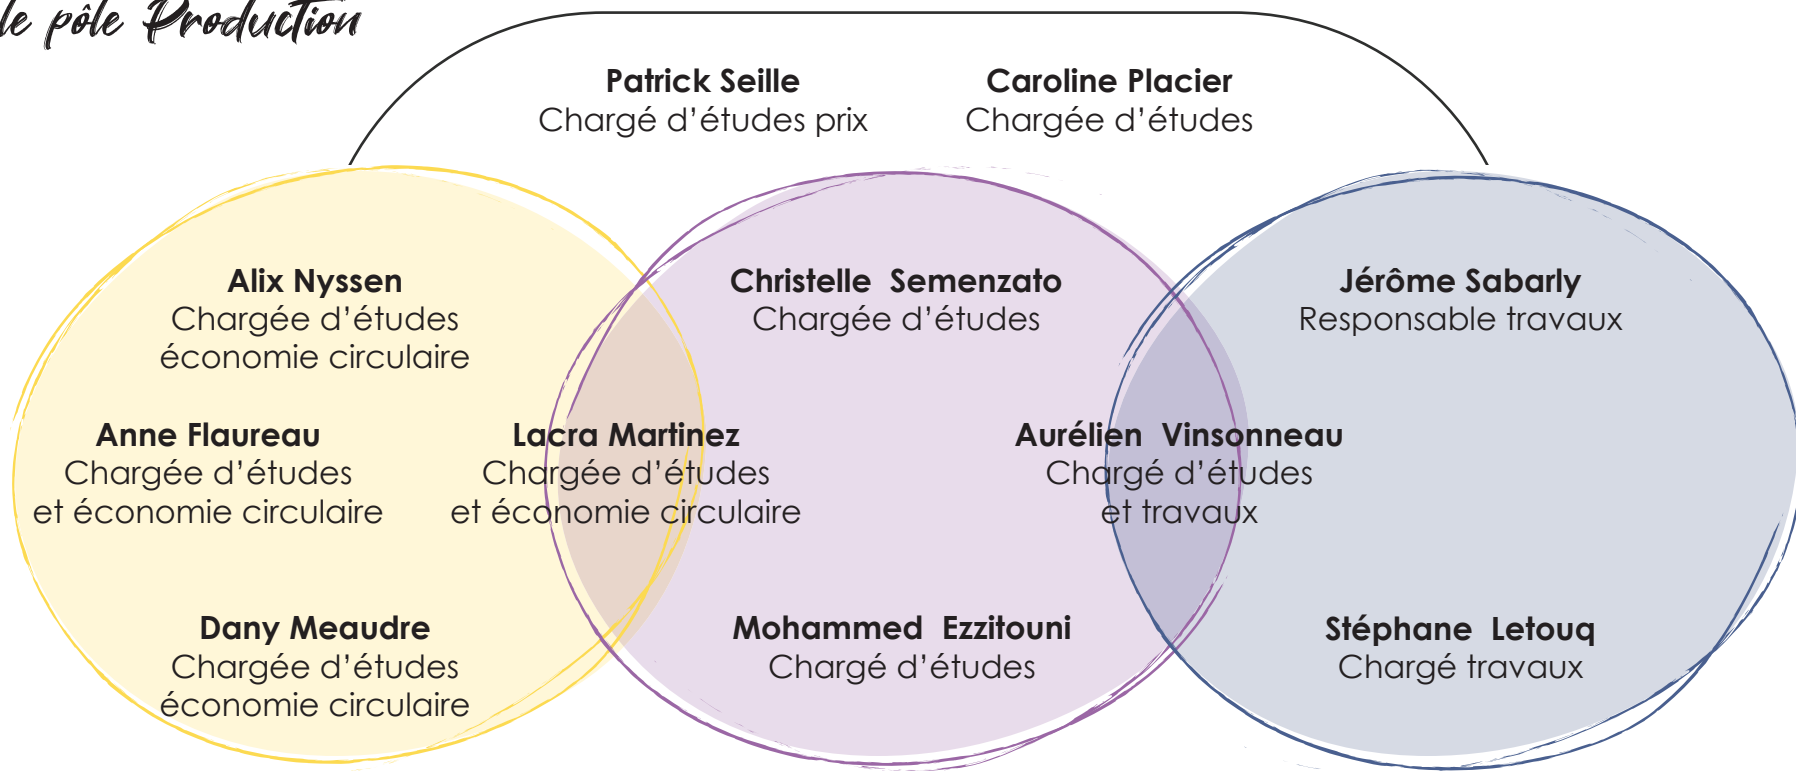 le pôle Production
Patrick Seille
Chargé d’études prix
Caroline Placier
Chargée d’études
Alix Nyssen
Chargée d’études
économie circulaire
Christelle Semenzato
Chargée d’études
Jérôme Sabarly
Responsable travaux
Anne Flaureau
Chargée d’études
et économie circulaire
Lacra Martinez
Chargée d’études
et économie circulaire
Aurélien Vinsonneau
Chargé d’études
et travaux
Dany Meaudre
Chargée d’études
économie circulaire
Mohammed Ezzitouni
Chargé d’études
Stéphane Letouq
Chargé travaux